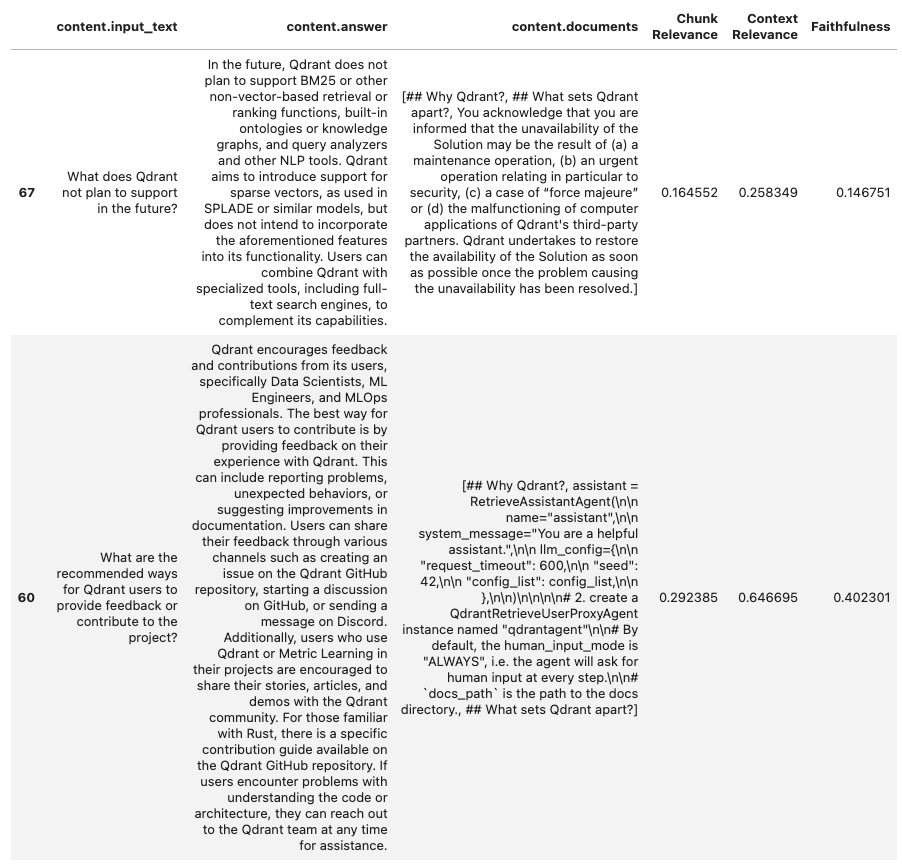 content.input_text content.answer content.documents Chunk Relevance Context Relevance Faithfulness
67
What does Qdrant
not plan to support
in the future?
In the future, Qdrant does not
plan to support BM25 or other
non-vector-based retrieval or
ranking functions, built-in
ontologies or knowledge
graphs, and query analyzers
and other NLP tools. Qdrant
aims to introduce support for
sparse vectors, as used in
SPLADE or similar models, but
does not intend to incorporate
the aforementioned features
into its functionality. Users can
combine Qdrant with
specialized tools, including full-
text search engines, to
complement its capabilities.
[## Why Qdrant?, ## What sets Qdrant
apart?, You acknowledge that you are
informed that the unavailability of the
Solution may be the result of (a) a
maintenance operation, (b) an urgent
operation relating in particular to
security, (c) a case of “force majeure”
or (d) the malfunctioning of computer
applications of Qdrant's third-party
partners. Qdrant undertakes to restore
the availability of the Solution as soon
as possible once the problem causing
the unavailability has been resolved.]
0.164552 0.258349 0.146751
60
What are the
recommended ways
for Qdrant users to
provide feedback or
contribute to the
project?
Qdrant encourages feedback
and contributions from its users,
specifically Data Scientists, ML
Engineers, and MLOps
professionals. The best way for
Qdrant users to contribute is by
providing feedback on their
experience with Qdrant. This
can include reporting problems,
unexpected behaviors, or
suggesting improvements in
documentation. Users can share
their feedback through various
channels such as creating an
issue on the Qdrant GitHub
repository, starting a discussion
on GitHub, or sending a
message on Discord.
Additionally, users who use
Qdrant or Metric Learning in
their projects are encouraged to
share their stories, articles, and
demos with the Qdrant
community. For those familiar
with Rust, there is a specific
contribution guide available on
the Qdrant GitHub repository. If
users encounter problems with
understanding the code or
architecture, they can reach out
to the Qdrant team at any time
for assistance.
[## Why Qdrant?, assistant =
RetrieveAssistantAgent(\n\n
name="assistant",\n\n
system_message="You are a helpful
assistant.",\n\n llm_config={\n\n
"request_timeout": 600,\n\n "seed":
42,\n\n "config_list": config_list,\n\n
},\n\n)\n\n\n\n# 2. create a
QdrantRetrieveUserProxyAgent
instance named "qdrantagent"\n\n# By
default, the human_input_mode is
"ALWAYS", i.e. the agent will ask for
human input at every step.\n\n#
`docs_path` is the path to the docs
directory., ## What sets Qdrant apart?]
0.292385 0.646695 0.402301